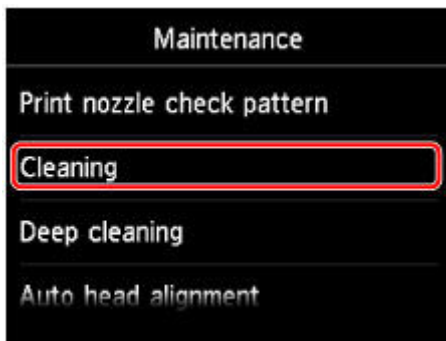 Maintenance
Print nozzle check pattern
Cleaning
Deep cleaning
Auto head alignment